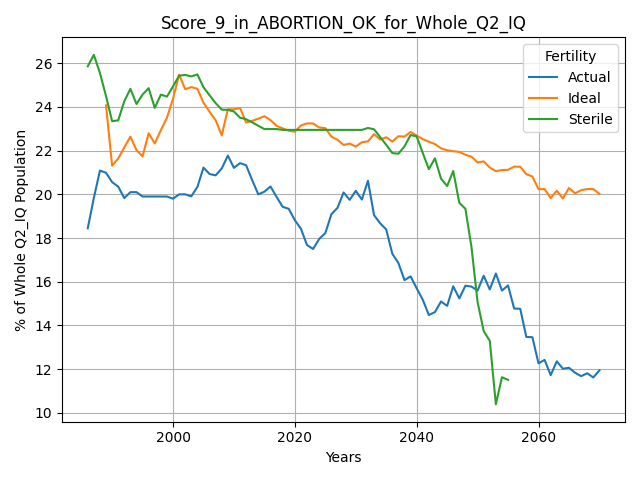 Score_9_in_ABORTION_OK_for_Whole_Q2_IQ
Fertility
Actual
Ideal
Sterile
% of Whole Q2_IQ Population
26
24
22
20
18
16
14
12
10
2000
2020
2040
2060
Years